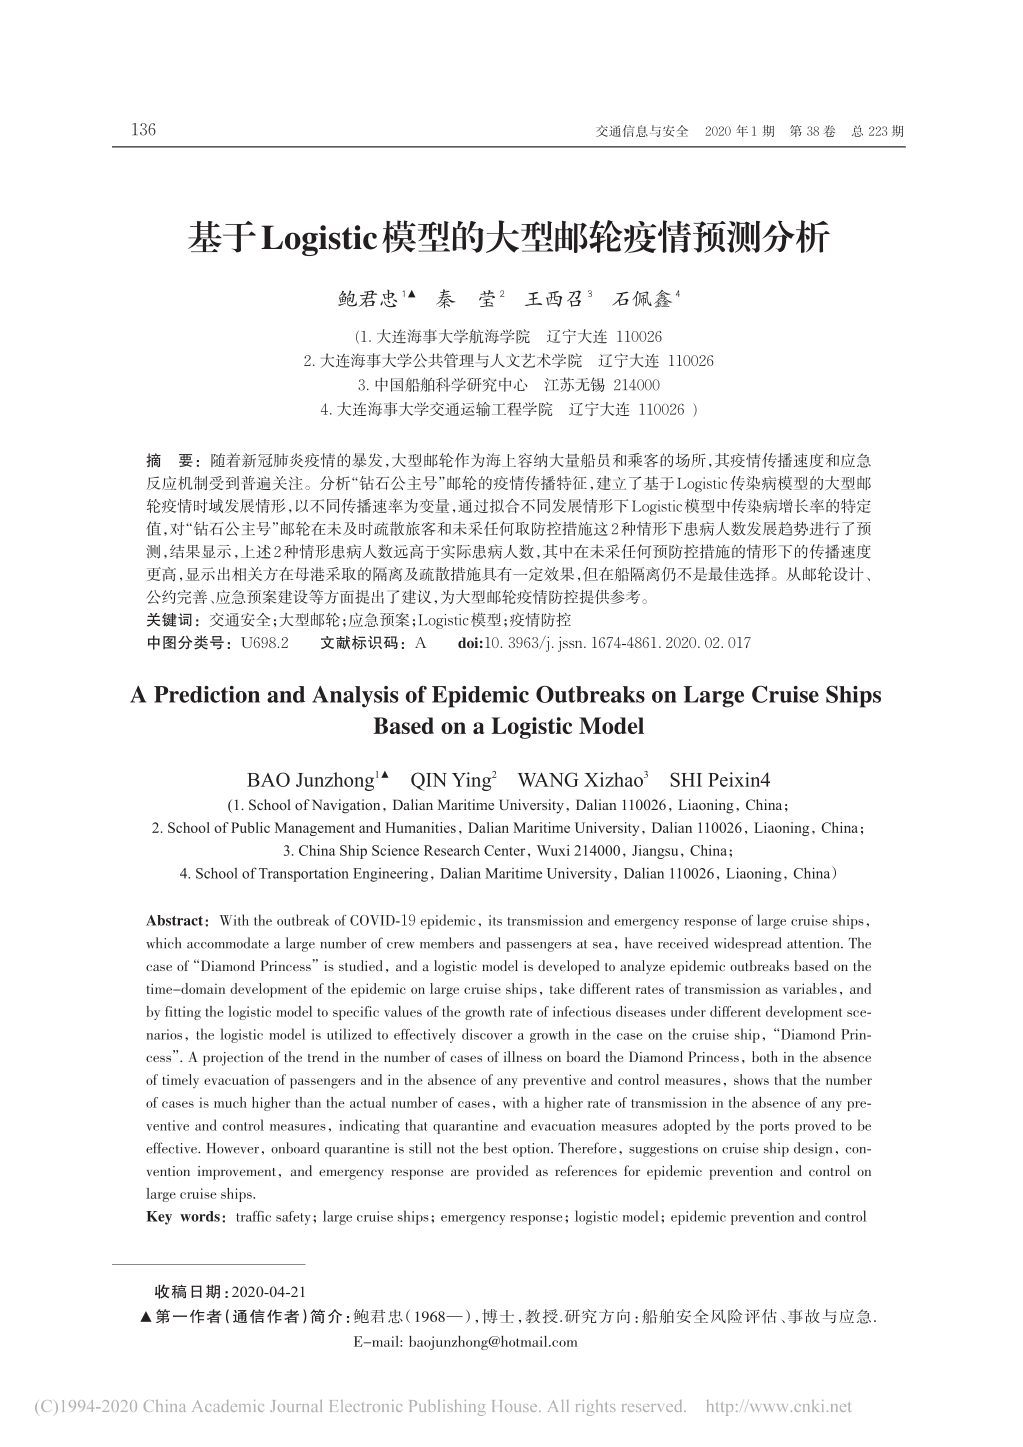 136
交通信息与安全 2020 年 1 期 第 38 卷 总 223 期
基于Logistic模型的大型邮轮疫情预测分析
鲍君忠 1▲ 秦 莹 2 王西召 3 石佩鑫 4
(1. 大连海事大学航海学院 辽宁大连 110026
2. 大连海事大学公共管理与人文艺术学院 辽宁大连 110026
3. 中国船舶科学研究中心 江苏无锡 214000
4. 大连海事大学交通运输工程学院 辽宁大连 110026 )
摘 要：随着新冠肺炎疫情的暴发,大型邮轮作为海上容纳大量船员和乘客的场所,其疫情传播速度和应急
反应机制受到普遍关注。分析“钻石公主号”邮轮的疫情传播特征,建立了基于Logistic传染病模型的大型邮
轮疫情时域发展情形,以不同传播速率为变量,通过拟合不同发展情形下Logistic模型中传染病增长率的特定
值,对“钻石公主号”邮轮在未及时疏散旅客和未采任何取防控措施这2种情形下患病人数发展趋势进行了预
测,结果显示,上述2种情形患病人数远高于实际患病人数,其中在未采任何预防控措施的情形下的传播速度
更高,显示出相关方在母港采取的隔离及疏散措施具有一定效果,但在船隔离仍不是最佳选择。从邮轮设计、
公约完善、应急预案建设等方面提出了建议,为大型邮轮疫情防控提供参考。
关键词：交通安全;大型邮轮;应急预案;Logistic模型;疫情防控
中图分类号：U698.2 文献标识码：A doi:10. 3963/j. jssn. 1674-4861. 2020. 02. 017
A Prediction and Analysis of Epidemic Outbreaks on Large Cruise Ships
Based on a Logistic Model
BAO Junzhong1▲ QIN Ying2 WANG Xizhao3 SHI Peixin4
(1. School of Navigation, Dalian Maritime University, Dalian 110026, Liaoning, China;
2. School of Public Management and Humanities, Dalian Maritime University, Dalian 110026, Liaoning, China;
3. China Ship Science Research Center, Wuxi 214000, Jiangsu, China;
4. School of Transportation Engineering, Dalian Maritime University, Dalian 110026, Liaoning, China)
Abstract: With the outbreak of COVID-19 epidemic, its transmission and emergency response of large cruise ships,
which accommodate a large number of crew members and passengers at sea, have received widespread attention. The
case of “Diamond Princess” is studied, and a logistic model is developed to analyze epidemic outbreaks based on the
time-domain development of the epidemic on large cruise ships, take different rates of transmission as variables, and
by fitting the logistic model to specific values of the growth rate of infectious diseases under different development sce-
narios, the logistic model is utilized to effectively discover a growth in the case on the cruise ship, “Diamond Prin-
cess”. A projection of the trend in the number of cases of illness on board the Diamond Princess, both in the absence
of timely evacuation of passengers and in the absence of any preventive and control measures, shows that the number
of cases is much higher than the actual number of cases, with a higher rate of transmission in the absence of any pre-
ventive and control measures, indicating that quarantine and evacuation measures adopted by the ports proved to be
effective. However, onboard quarantine is still not the best option. Therefore, suggestions on cruise ship design, con-
vention improvement, and emergency response are provided as references for epidemic prevention and control on
large cruise ships.
Key words: traffic safety; large cruise ships; emergency response; logistic model; epidemic prevention and control
收稿日期:2020-04-21
▲第一作者(通信作者)简介:鲍君忠(1968—),博士,教授.研究方向:船舶安全风险评估、事故与应急.
E-mail: baojunzhong@hotmail.com
(C)1994-2020 China Academic Journal Electronic Publishing House. All rights reserved. http://www.cnki.net